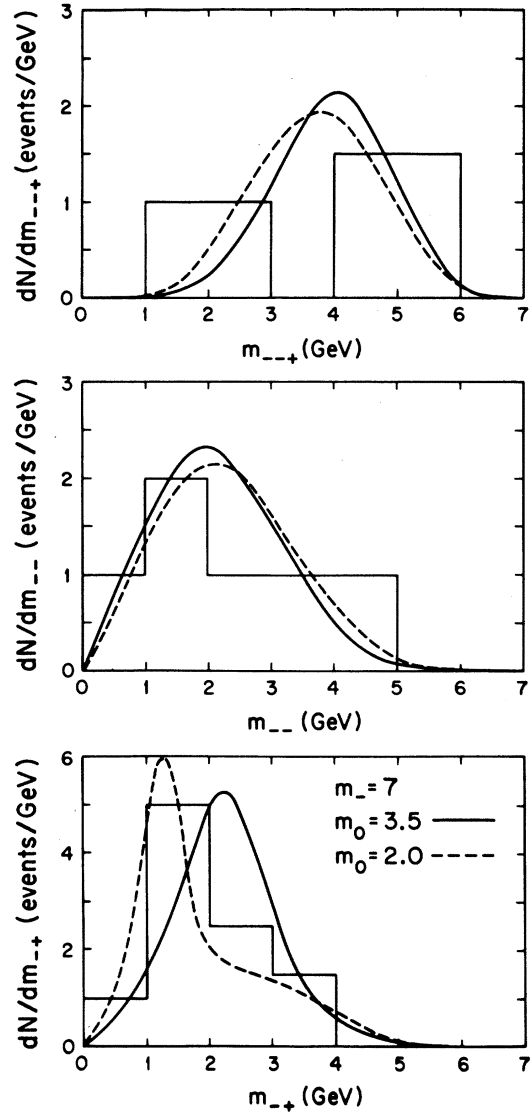 3
2
1
0
dN/dm--+ (events/GeV)
0 1 2 3 4 5 6 7
m--+ (GeV)
3
2
1
0
dN/dm-- (events/GeV)
0 1 2 3 4 5 6 7
m-- (GeV)
6
4
2
0
dN/dm-+ (events/GeV)
m-=7
m0=3.5
m0=2.0
0 1 2 3 4 5 6 7
m-+ (GeV)